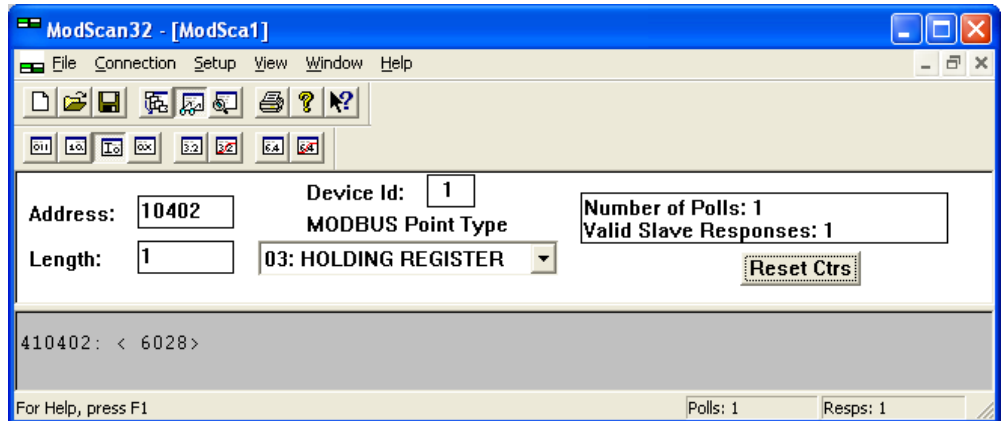 ModScan32 - [ModSca1]
File Connection Setup View Window Help
Address: 10402
Device Id: 1
MODBUS Point Type
Length: 1
03: HOLDING REGISTER
Number of Polls: 1
Valid Slave Responses: 1
Reset Ctrs
410402: < 6028>
For Help, press F1
Polls: 1
Resps: 1